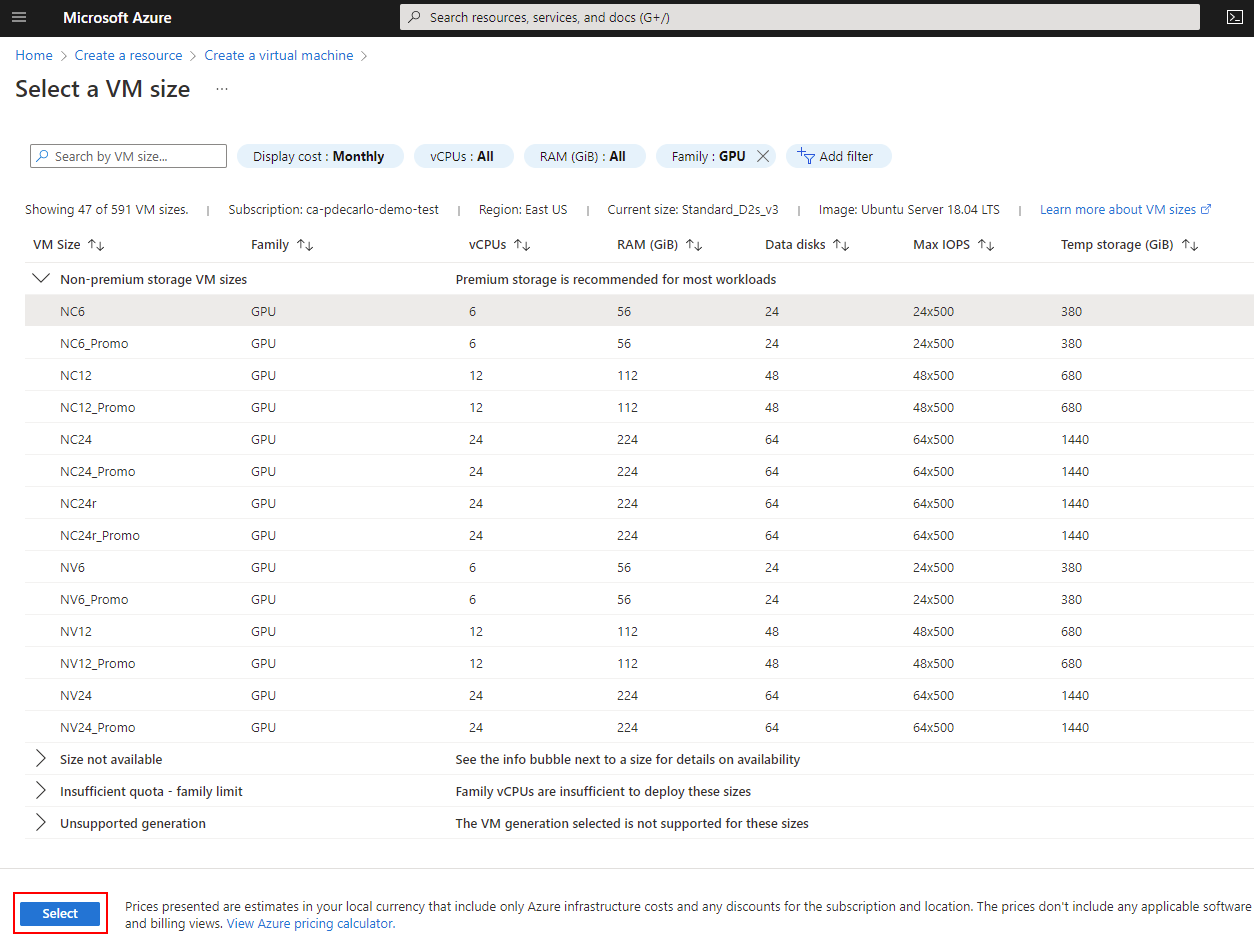 Microsoft Azure Search resources, services, and docs (G+/)
Home > Create a resource > Create a virtual machine >
Select a VM size ...
Search by VM size... Display cost : Monthly vCPUs : All RAM (GiB) : All Family : GPU Add filter
Showing 47 of 591 VM sizes. | Subscription: ca-pdecarlo-demo-test | Region: East US | Current size: Standard_D2s_v3 | Image: Ubuntu Server 18.04 LTS | Learn more about VM sizes
VM Size ↑↓ Family ↑↓ vCPUs ↑↓ RAM (GiB) ↑↓ Data disks ↑↓ Max IOPS ↑↓ Temp storage (GiB) ↑↓
Non-premium storage VM sizes Premium storage is recommended for most workloads
NC6 GPU 6 56 24 24x500 380
NC6_Promo GPU 6 56 24 24x500 380
NC12 GPU 12 112 48 48x500 680
NC12_Promo GPU 12 112 48 48x500 680
NC24 GPU 24 224 64 64x500 1440
NC24_Promo GPU 24 224 64 64x500 1440
NC24r GPU 24 224 64 64x500 1440
NC24r_Promo GPU 24 224 64 64x500 1440
NV6 GPU 6 56 24 24x500 380
NV6_Promo GPU 6 56 24 24x500 380
NV12 GPU 12 112 48 48x500 680
NV12_Promo GPU 12 112 48 48x500 680
NV24 GPU 24 224 64 64x500 1440
NV24_Promo GPU 24 224 64 64x500 1440
Size not available See the info bubble next to a size for details on availability
Insufficient quota - family limit Family vCPUs are insufficient to deploy these sizes
Unsupported generation The VM generation selected is not supported for these sizes
Select Prices presented are estimates in your local currency that include only Azure infrastructure costs and any discounts for the subscription and location. The prices don't include any applicable software
and billing views. View Azure pricing calculator.